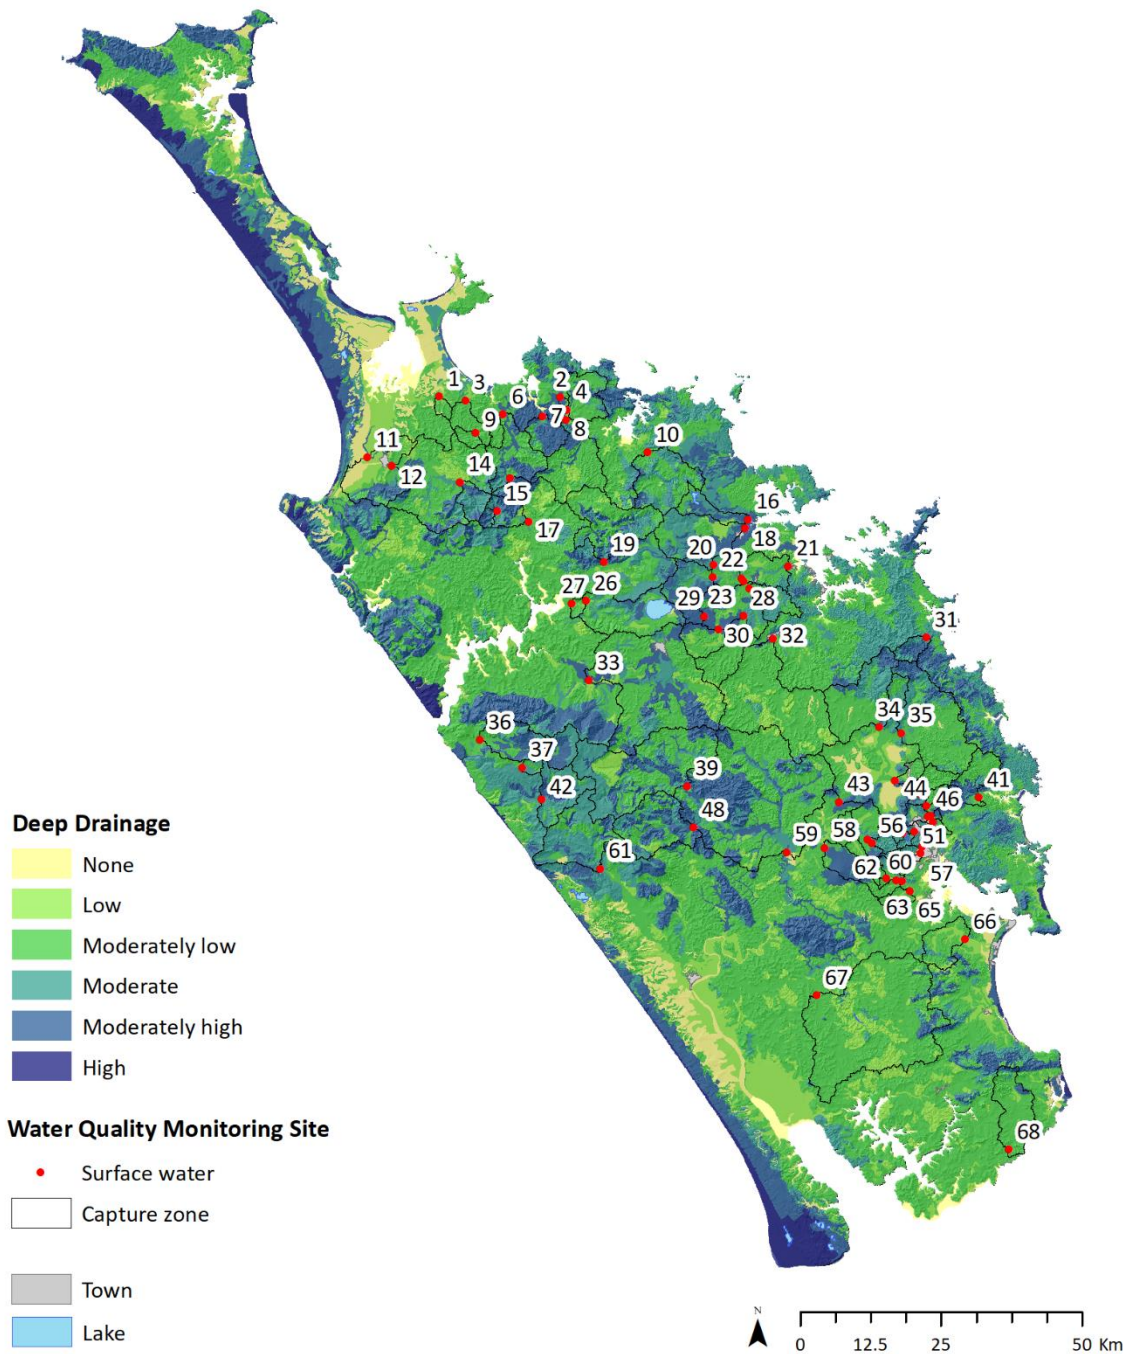 1 3 6 2 4
9 7 8
11 10
12 14
15
16
17 18
19 20 22 21
27 26 29 23 28
30 32 31
33
34 35
36
37 39 43 44 46 41
42
48 59 58 56 51
61 62 60 57
63 65
66
67
68
Deep Drainage
None
Low
Moderately low
Moderate
Moderately high
High
Water Quality Monitoring Site
Surface water
Capture zone
Town
Lake
N
0 12.5 25 50 Km